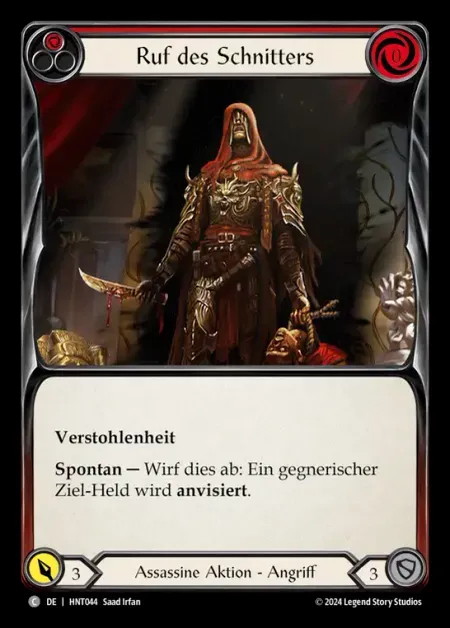 Ruf des Schnitters
0
Verstohlenheit
Spontan — Wirf dies ab: Ein gegnerischer
Ziel-Held wird anvisiert.
3
Assassine Aktion - Angriff
3
C DE | HNT044 Saad Irfan
© 2024 Legend Story Studios